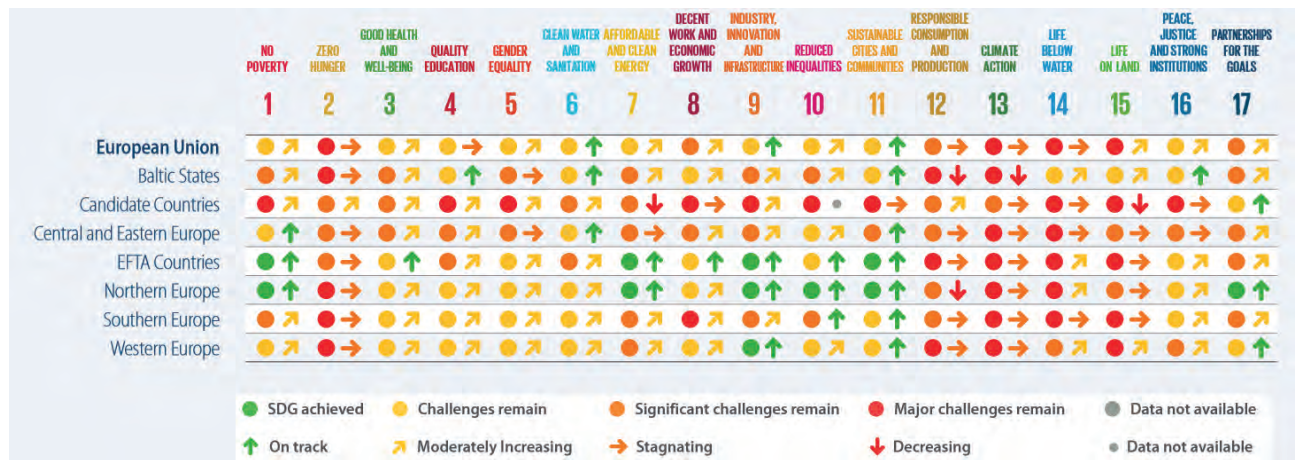 NO
POVERTY
ZERO
HUNGER
GOOD HEALTH
AND
WELL-BEING
QUALITY
EDUCATION
GENDER
EQUALITY
CLEAN WATER
AND
SANITATION
AFFORDABLE
AND CLEAN
ENERGY
DECENT
WORK AND
ECONOMIC
GROWTH
INDUSTRY,
INNOVATION
AND
INFRASTRUCTURE
REDUCED
INEQUALITIES
SUSTAINABLE
CITIES AND
COMMUNITIES
RESPONSIBLE
CONSUMPTION
AND
PRODUCTION
CLIMATE
ACTION
LIFE
BELOW
WATER
LIFE
ON LAND
PEACE,
JUSTICE
AND STRONG
INSTITUTIONS
PARTNERSHIPS
FOR THE
GOALS
1 2 3 4 5 6 7 8 9 10 11 12 13 14 15 16 17
European Union
Baltic States
Candidate Countries
Central and Eastern Europe
EFTA Countries
Northern Europe
Southern Europe
Western Europe
SDG achieved Challenges remain Significant challenges remain Major challenges remain Data not available
On track Moderately Increasing Stagnating Decreasing Data not available